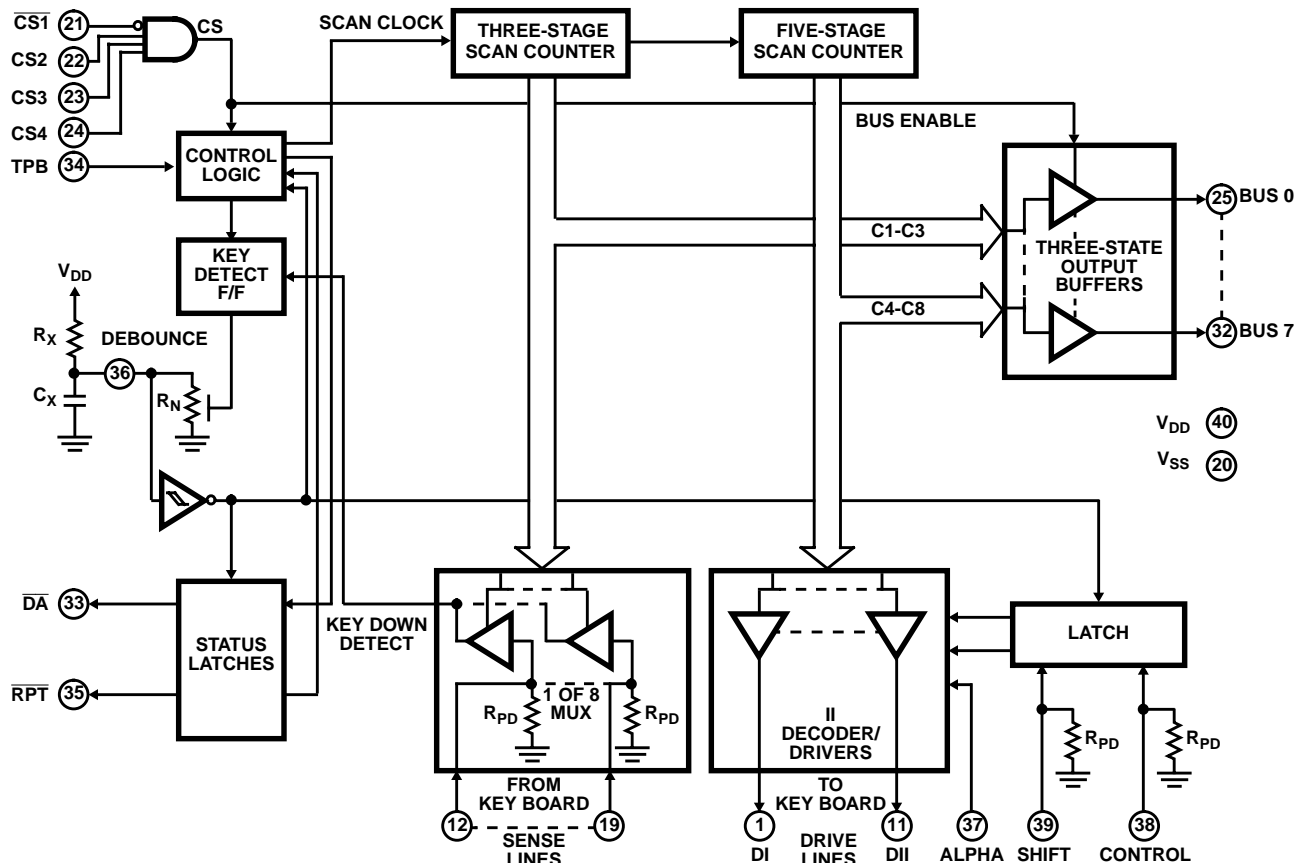 CS1
21
CS2
22
CS3
23
CS4
24
TPB
34
CS
SCAN CLOCK
THREE-STAGE
SCAN COUNTER
FIVE-STAGE
SCAN COUNTER
BUS ENABLE
CONTROL
LOGIC
KEY
DETECT
F/F
C1-C3
C4-C8
THREE-STATE
OUTPUT
BUFFERS
25
BUS 0
32
BUS 7
VDD
RX
DEBOUNCE
36
CX
RN
VDD
40
VSS
20
DA
33
RPT
35
STATUS
LATCHES
KEY DOWN
DETECT
1 OF 8
MUX
RPD
RPD
FROM
KEY BOARD
12
19
SENSE
LINES
II
DECODER/
DRIVERS
TO
KEY BOARD
1
11
DI
DRIVE
LINES
DII
LATCH
RPD
RPD
37
39
38
ALPHA
SHIFT
CONTROL